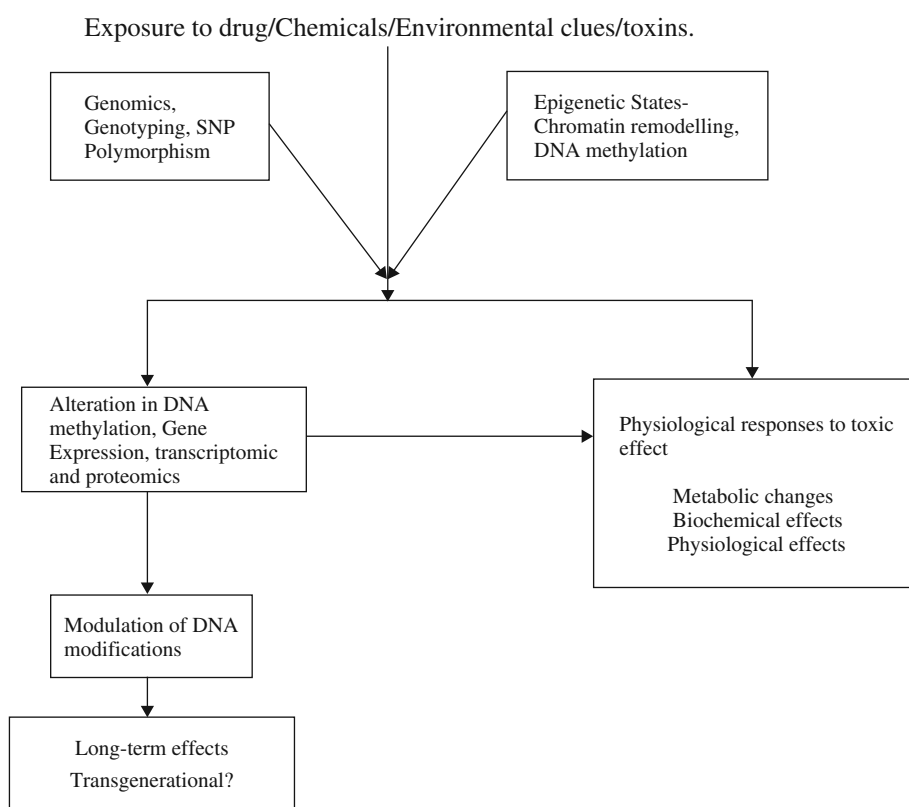 Exposure to drug/Chemicals/Environmental clues/toxins.
Genomics,
Genotyping, SNP
Polymorphism
Epigenetic States-
Chromatin remodelling,
DNA methylation
Alteration in DNA
methylation, Gene
Expression, transcriptomic
and proteomics
Physiological responses to toxic
effect
Metabolic changes
Biochemical effects
Physiological effects
Modulation of DNA
modifications
Long-term effects
Transgenerational?